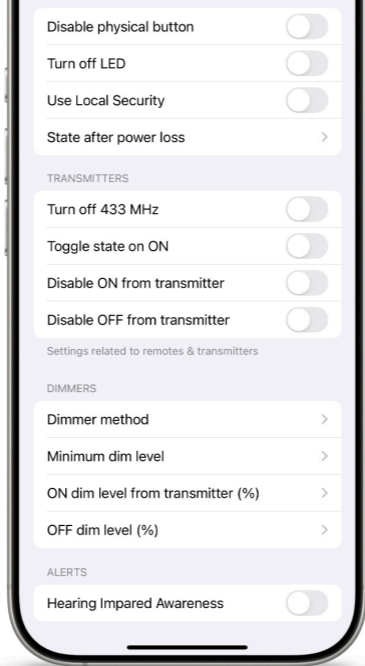 Disable physical button
Turn off LED
Use Local Security
State after power loss
TRANSMITTERS
Turn off 433 MHz
Toggle state on ON
Disable ON from transmitter
Disable OFF from transmitter
Settings related to remotes & transmitters
DIMMERS
Dimmer method
Minimum dim level
ON dim level from transmitter (%)
OFF dim level (%)
ALERTS
Hearing Impared Awareness